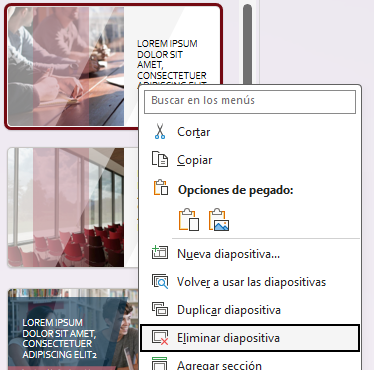 LOREM IPSUM
DOLOR SIT
AMET,
CONSECTETUER
ADIPISCING ELIT
Buscar en los menús
Cortar
Copiar
Opciones de pegado:
Nueva diapositiva...
Volver a usar las diapositivas
Duplicar diapositiva
Eliminar diapositiva
Agregar sección
LOREM IPSUM
DOLOR SIT AMET,
CONSECTETUER
ADIPISCING ELIT2